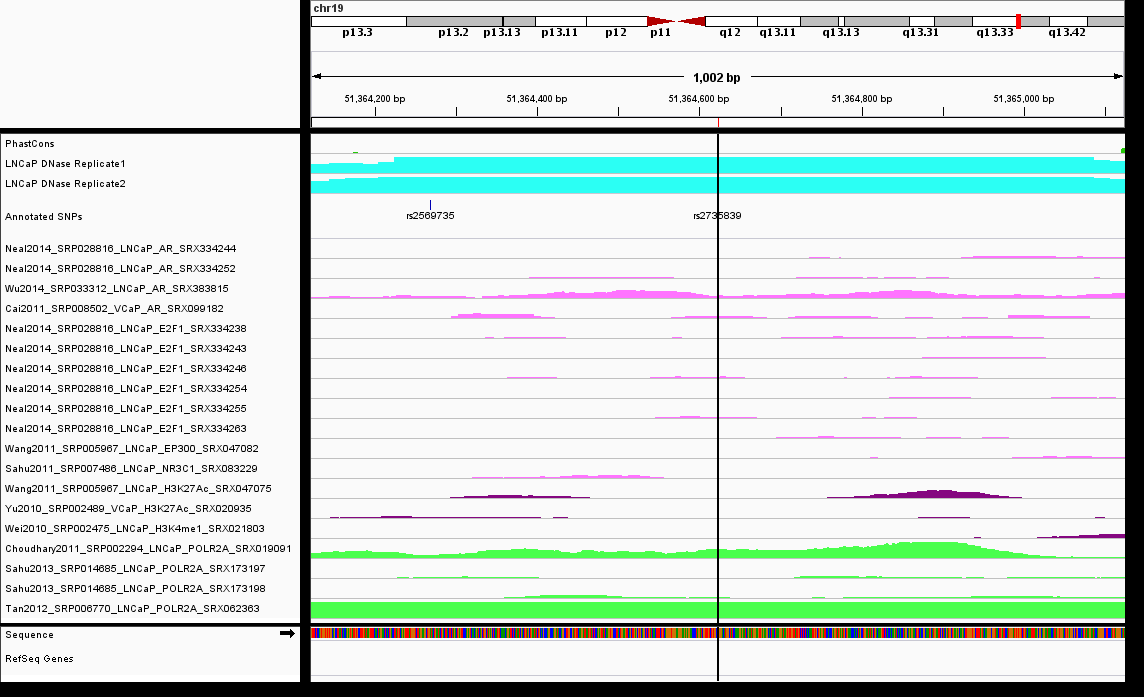 chr19
p13.3 p13.2 p13.13 p13.11 p12 p11 q12 q13.11 q13.13 q13.31 q13.33 q13.42
1,002 bp
51,364,200 bp 51,364,400 bp 51,364,600 bp 51,364,800 bp 51,365,000 bp
PhastCons
LNCaP DNase Replicate1
LNCaP DNase Replicate2
Annotated SNPs
rs2569735 rs2735839
Neal2014_SRP028816_LNCaP_AR_SRX334244
Neal2014_SRP028816_LNCaP_AR_SRX334252
Wu2014_SRP033312_LNCaP_AR_SRX383815
Cai2011_SRP008502_VCaP_AR_SRX099182
Neal2014_SRP028816_LNCaP_E2F1_SRX334238
Neal2014_SRP028816_LNCaP_E2F1_SRX334243
Neal2014_SRP028816_LNCaP_E2F1_SRX334246
Neal2014_SRP028816_LNCaP_E2F1_SRX334254
Neal2014_SRP028816_LNCaP_E2F1_SRX334255
Neal2014_SRP028816_LNCaP_E2F1_SRX334263
Wang2011_SRP005967_LNCaP_EP300_SRX047082
Sahu2011_SRP007486_LNCaP_NR3C1_SRX083229
Wang2011_SRP005967_LNCaP_H3K27Ac_SRX047075
Yu2010_SRP002489_VCaP_H3K27Ac_SRX020935
Wei2010_SRP002475_LNCaP_H3K4me1_SRX021803
Choudhary2011_SRP002294_LNCaP_POLR2A_SRX019091
Sahu2013_SRP014685_LNCaP_POLR2A_SRX173197
Sahu2013_SRP014685_LNCaP_POLR2A_SRX173198
Tan2012_SRP006770_LNCaP_POLR2A_SRX062363
Sequence
RefSeq Genes